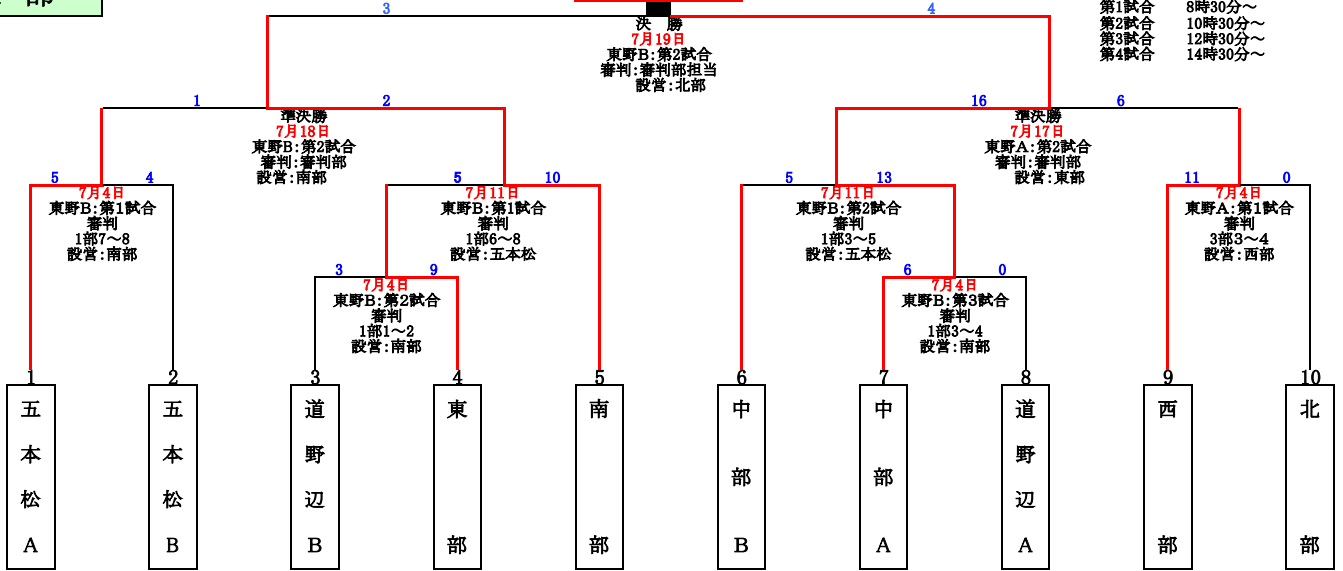 部
3
4
第1試合 8時30分～
第2試合 10時30分～
第3試合 12時30分～
第4試合 14時30分～
決 勝
7月19日
東野B:第2試合
審判:審判部担当
設営:北部
1
2
準決勝
7月18日
東野B:第2試合
審判:審判部
設営:南部
16
6
準決勝
7月17日
東野A:第2試合
審判:審判部
設営:東部
5
4
7月4日
東野B:第1試合
審判
1部7～8
設営:南部
5
10
7月11日
東野B:第1試合
審判
1部6～8
設営:五本松
5
13
7月11日
東野B:第2試合
審判
1部3～5
設営:五本松
11
0
7月4日
東野A:第1試合
審判
3部3～4
設営:西部
3
9
7月4日
東野B:第2試合
審判
1部1～2
設営:南部
6
0
7月4日
東野B:第3試合
審判
1部3～4
設営:南部
1
五本松A
2
五本松B
3
道野辺B
4
東部
5
南部
6
中部B
7
中部A
8
道野辺A
9
西部
10
北部